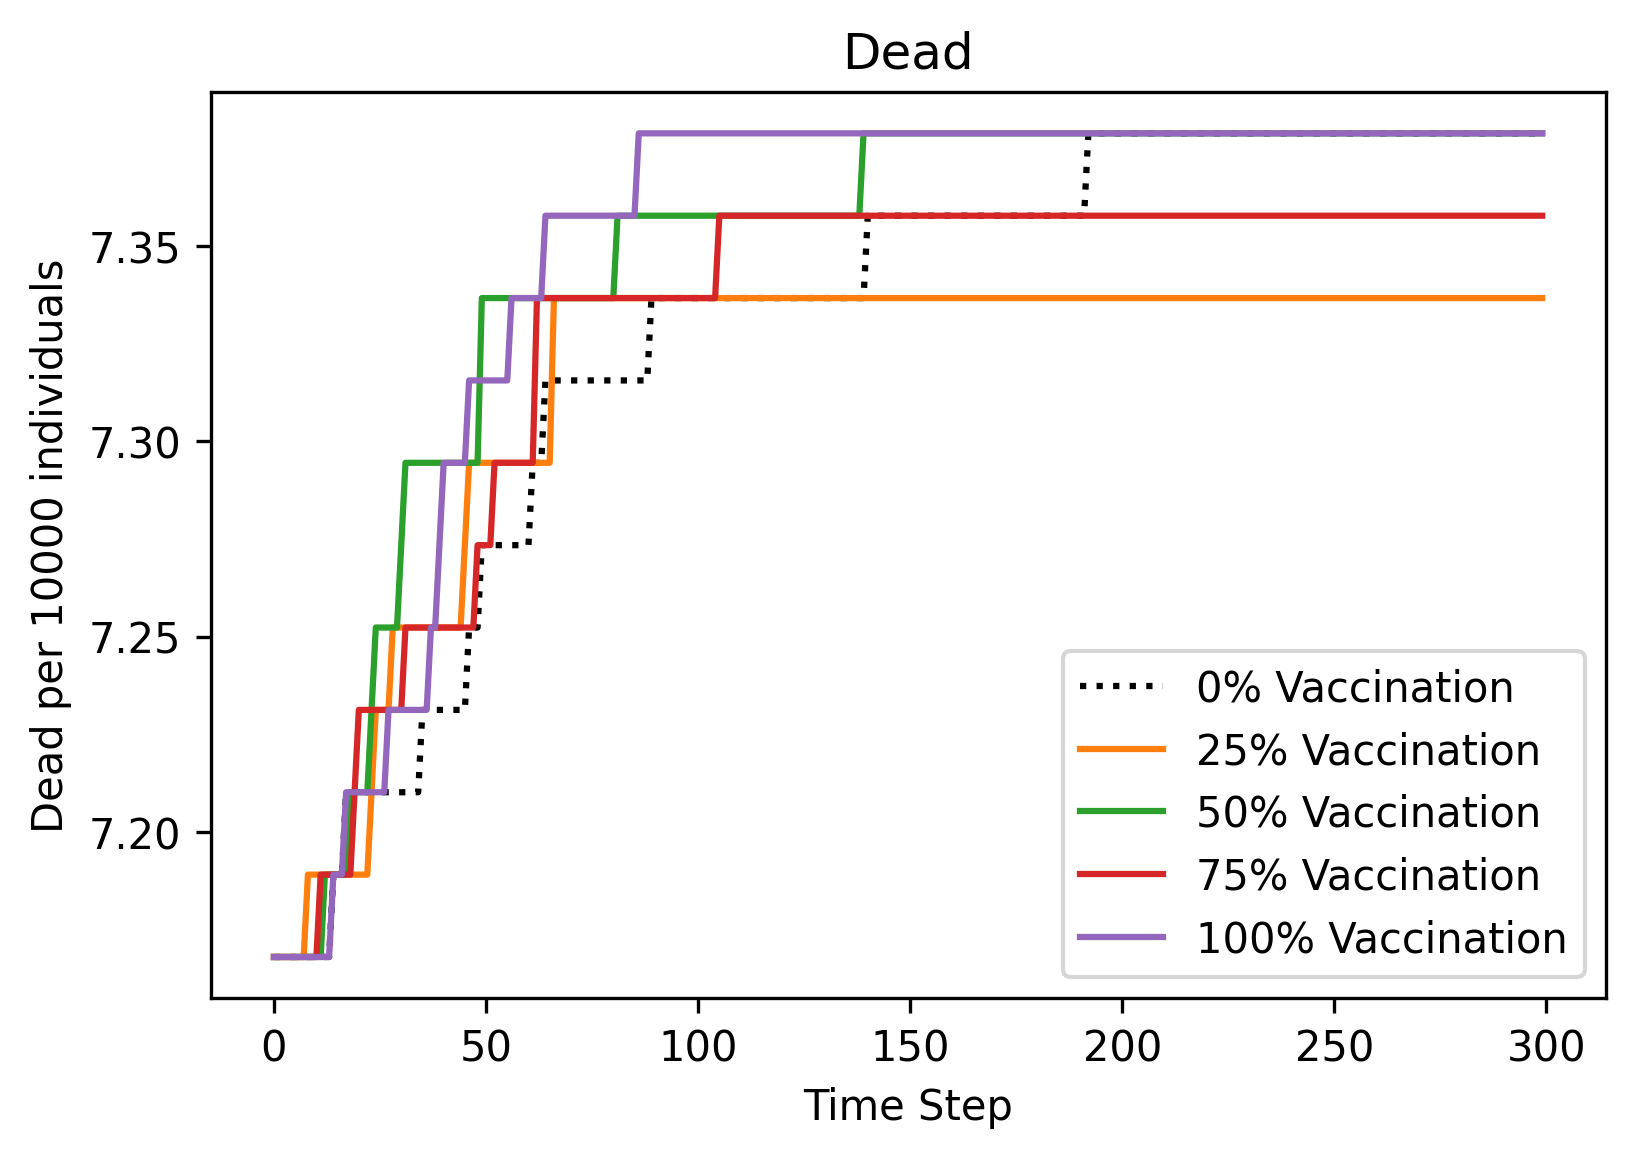 Dead
Dead per 10000 individuals
7.35
7.30
7.25
7.20
0% Vaccination
25% Vaccination
50% Vaccination
75% Vaccination
100% Vaccination
0 50 100 150 200 250 300
Time Step